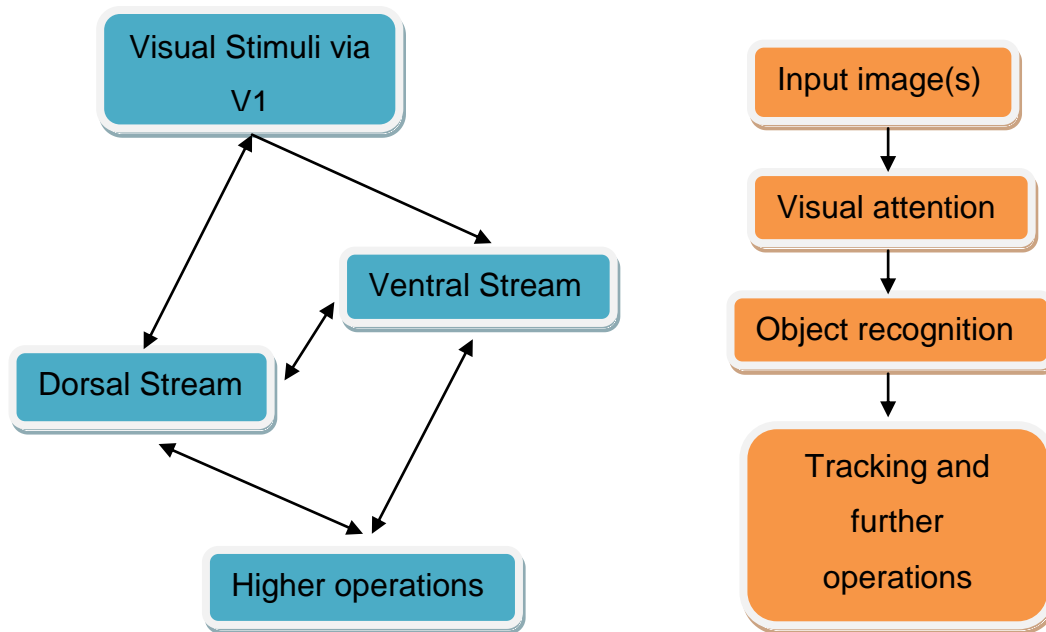 Visual Stimuli via
V1
Ventral Stream
Dorsal Stream
Higher operations
Input image(s)
Visual attention
Object recognition
Tracking and
further
operations